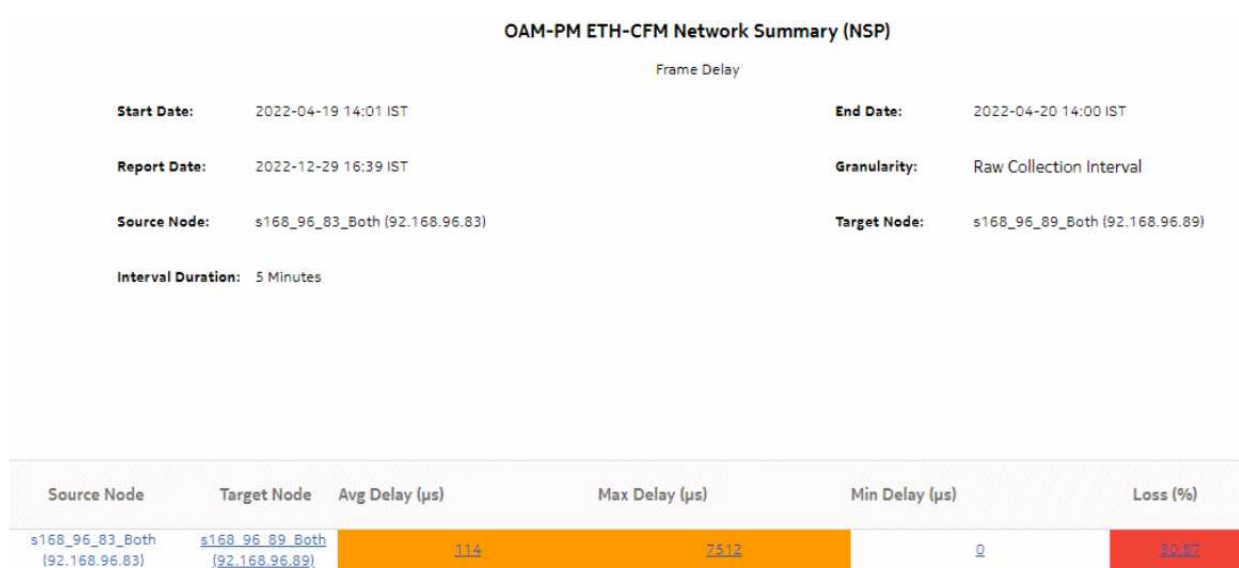 OAM-PM ETH-CFM Network Summary (NSP)
Frame Delay
Start Date: 2022-04-19 14:01 IST End Date: 2022-04-20 14:00 IST
Report Date: 2022-12-29 16:39 IST Granularity: Raw Collection Interval
Source Node: s168_96_83_Both (92.168.96.83) Target Node: s168_96_89_Both (92.168.96.89)
Interval Duration: 5 Minutes
Source Node Target Node Avg Delay (µs) Max Delay (µs) Min Delay (µs) Loss (%)
s168_96_83_Both s168_96_89_Both
114 7512 0
(92.168.96.83) (92.168.96.89)